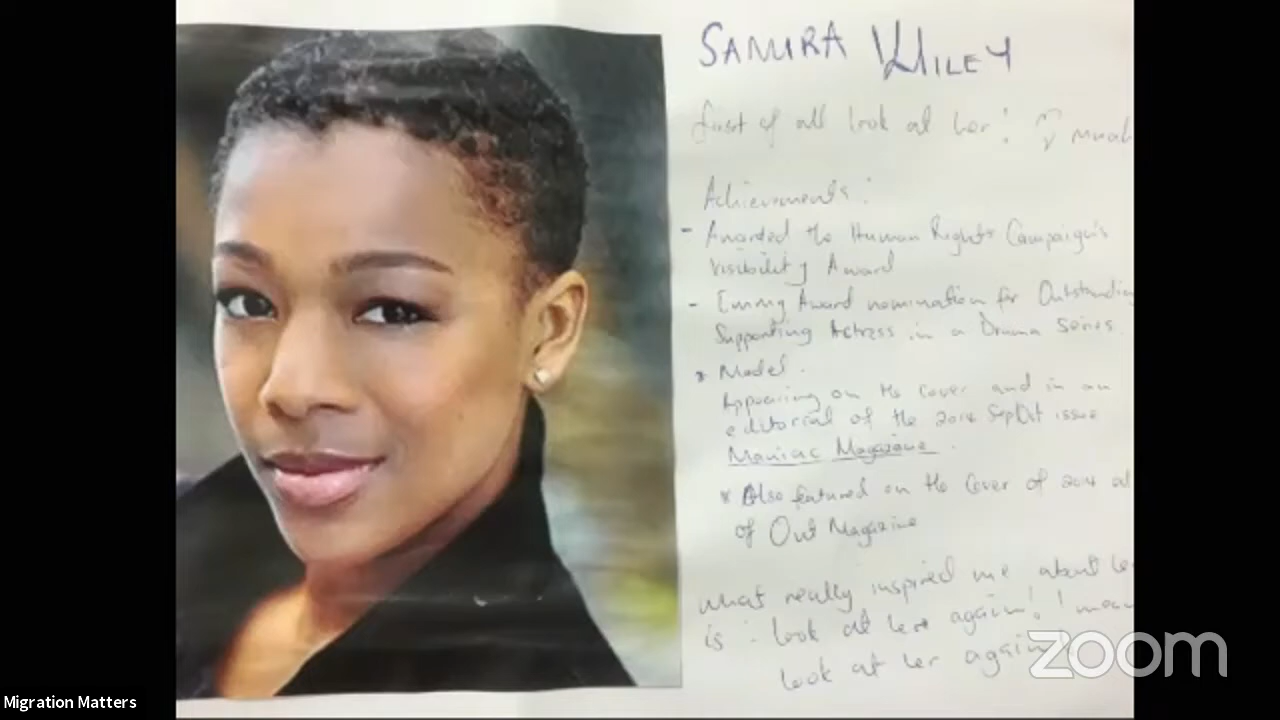 SAMIRA WILEY
first of all look at her!
Achievements:
- Awarded the Human Rights Campaign's
Visibility Award
- Emmy Award nomination for Outstanding
Supporting Actress in a Drama Series.
* Model.
Appearing on the cover and in an
editorial of the 2014 Sept/Oct issue
Maniac Magazine.
* Also featured on the cover of 2014
of Out Magazine
what really inspired me about
is: look at her again! I mean
look at her again
zoom
Migration Matters